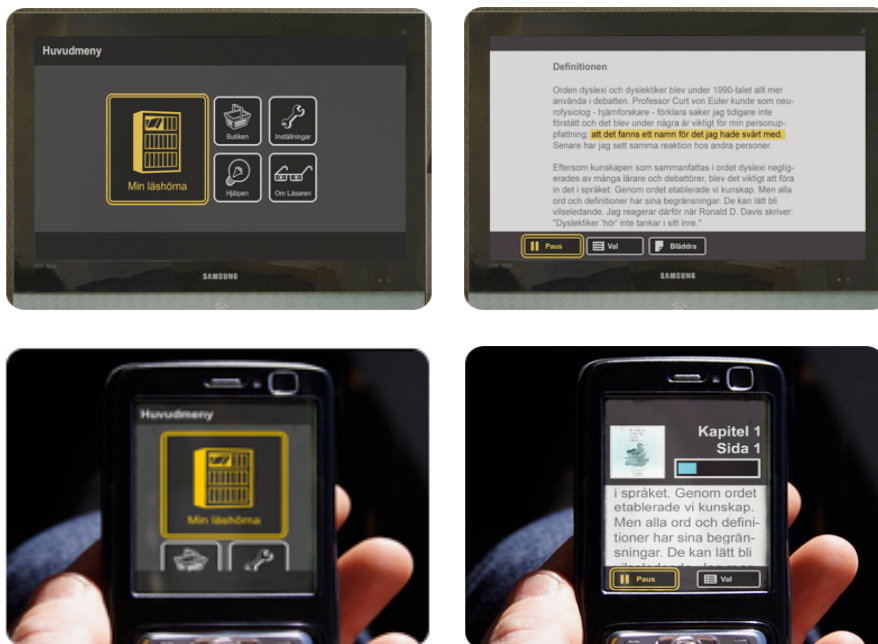 Huvudmeny
Min läshörna
Butiken
Inställningar
Hjälpen
Om Läsaren
SAMSUNG
Definitionen
Orden dyslexi och dyslektiker blev under 1990-talet allt mer
använda i debatten. Professor Curt von Euler kunde som neu-
rofysiolog - hjärnforskare - förklara saker jag tidigare inte
förstått och det blev under några år viktigt för min personup-
pfattning, att det fanns ett namn för det jag hade svårt med.
Senare har jag sett samma reaktion hos andra personer.
Eftersom kunskapen som sammanfattas i ordet dyslexi neglig-
erades av många lärare och debattörer, blev det viktigt att föra
in det i språket. Genom ordet etablerade vi kunskap. Men alla
ord och definitioner har sina begränsningar. De kan lätt bli
vilseledande. Jag reagerar därför när Ronald D. Davis skriver:
"Dyslektiker 'hör' inte tankar i sitt inre."
Paus
Val
Bläddra
SAMSUNG
Huvudmeny
Min läshörna
Kapitel 1
Sida 1
i språket. Genom ordet
etablerade vi kunskap.
Men alla ord och defini-
tioner har sina begrän-
sningar. De kan lätt bli
Paus
Val